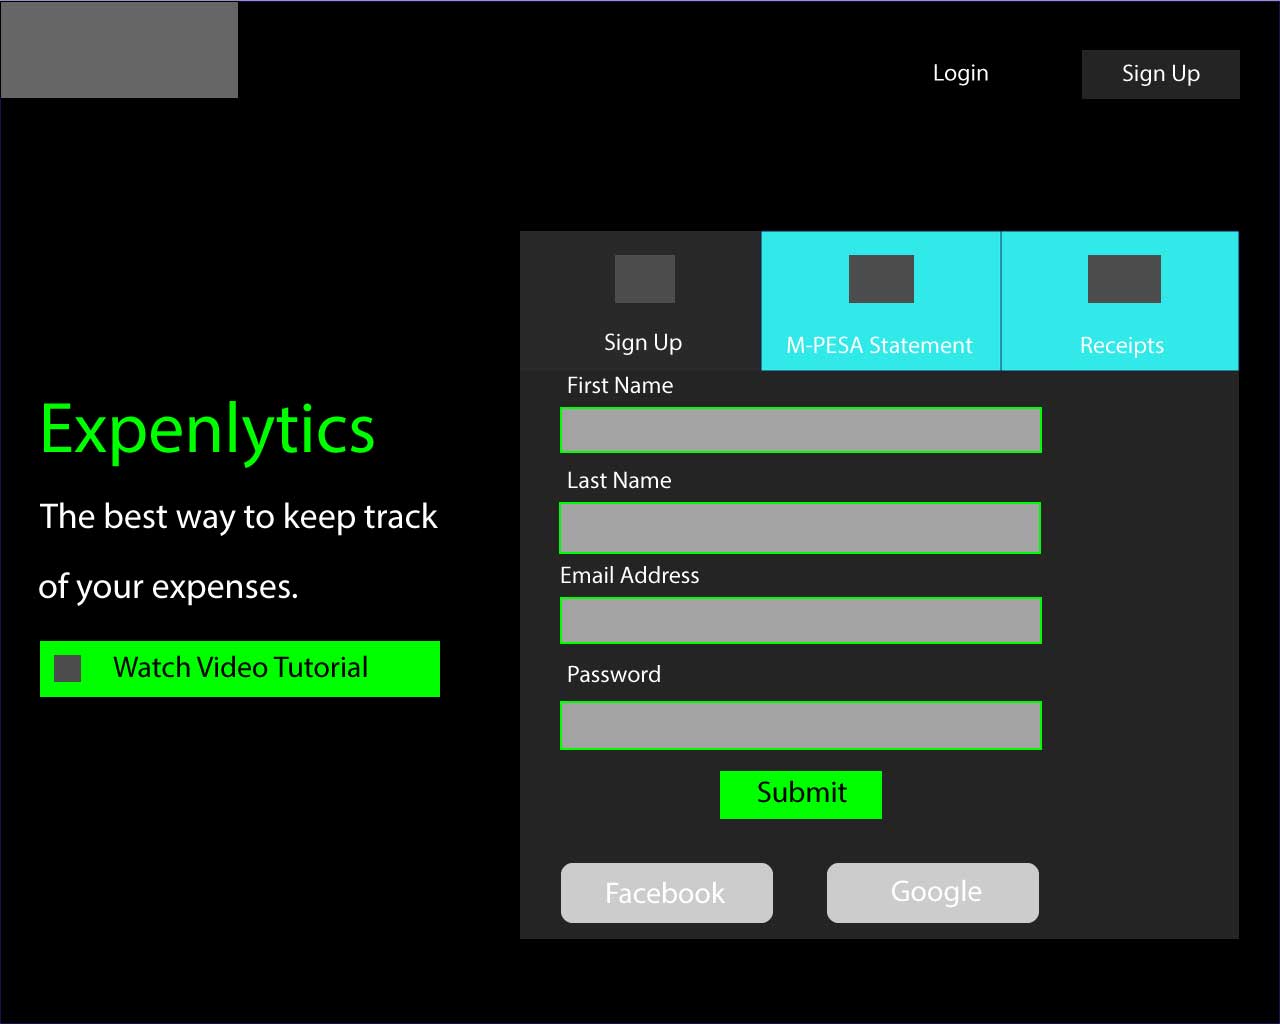 Login
Sign Up
Sign Up
M-PESA Statement
Receipts
First Name
Last Name
Email Address
Password
Submit
Facebook
Google
Expenlytics
The best way to keep track
of your expenses.
Watch Video Tutorial